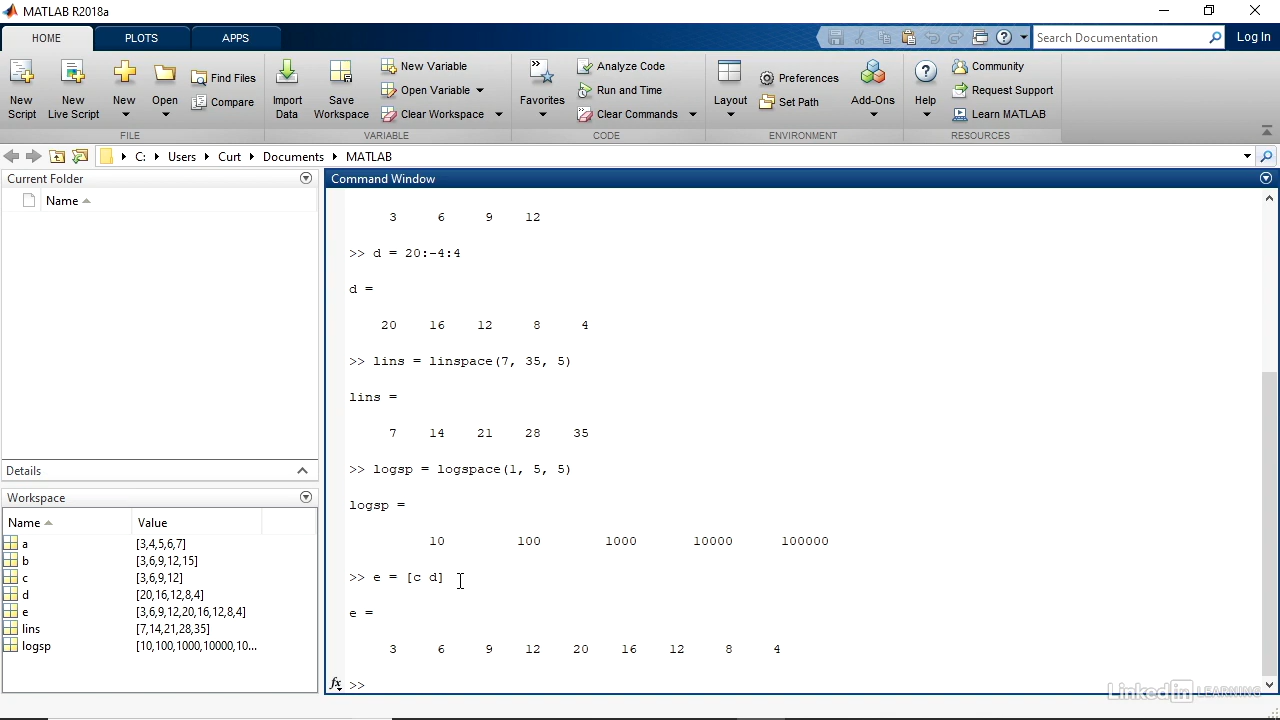 MATLAB R2018a
HOME PLOTS APPS
Search Documentation Log In
New Script
New Live Script
New
Open
Find Files
Compare
FILE
Import Data
Save Workspace
New Variable
Open Variable
Clear Workspace
VARIABLE
Favorites
Analyze Code
Run and Time
Clear Commands
CODE
Layout
Preferences
Set Path
Add-Ons
ENVIRONMENT
Help
Community
Request Support
Learn MATLAB
RESOURCES
C: Users Curt Documents MATLAB
Current Folder
Name
Details
Workspace
Name Value
a [3,4,5,6,7]
b [3,6,9,12,15]
c [3,6,9,12]
d [20,16,12,8,4]
e [3,6,9,12,20,16,12,8,4]
lins [7,14,21,28,35]
logsp [10,100,1000,10000,10...
Command Window
3 6 9 12
>> d = 20:-4:4
d =
20 16 12 8 4
>> lins = linspace(7, 35, 5)
lins =
7 14 21 28 35
>> logsp = logspace(1, 5, 5)
logsp =
10 100 1000 10000 100000
>> e = [c d]
e =
3 6 9 12 20 16 12 8 4
fx >>
Linked in LEARNING